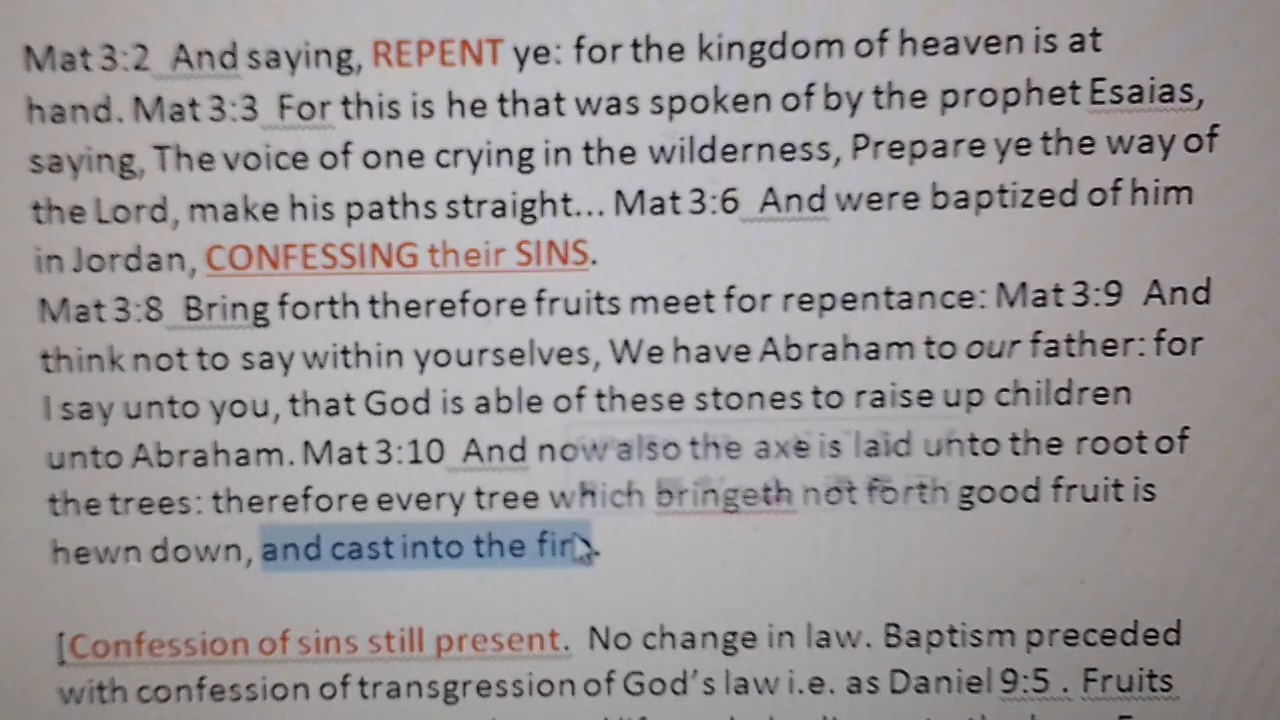 Mat 3:2 And saying, REPENT ye: for the kingdom of heaven is at
hand. Mat 3:3 For this is he that was spoken of by the prophet Esaias,
saying, The voice of one crying in the wilderness, Prepare ye the way of
the Lord, make his paths straight... Mat 3:6 And were baptized of him
in Jordan, CONFESSING their SINS.
Mat 3:8 Bring forth therefore fruits meet for repentance: Mat 3:9 And
think not to say within yourselves, We have Abraham to our father: for
I say unto you, that God is able of these stones to raise up children
unto Abraham. Mat 3:10 And now also the axe is laid unto the root of
the trees: therefore every tree which bringeth not forth good fruit is
hewn down, and cast into the fire.
[Confession of sins still present. No change in law. Baptism preceded
with confession of transgression of God's law i.e. as Daniel 9:5 . Fruits